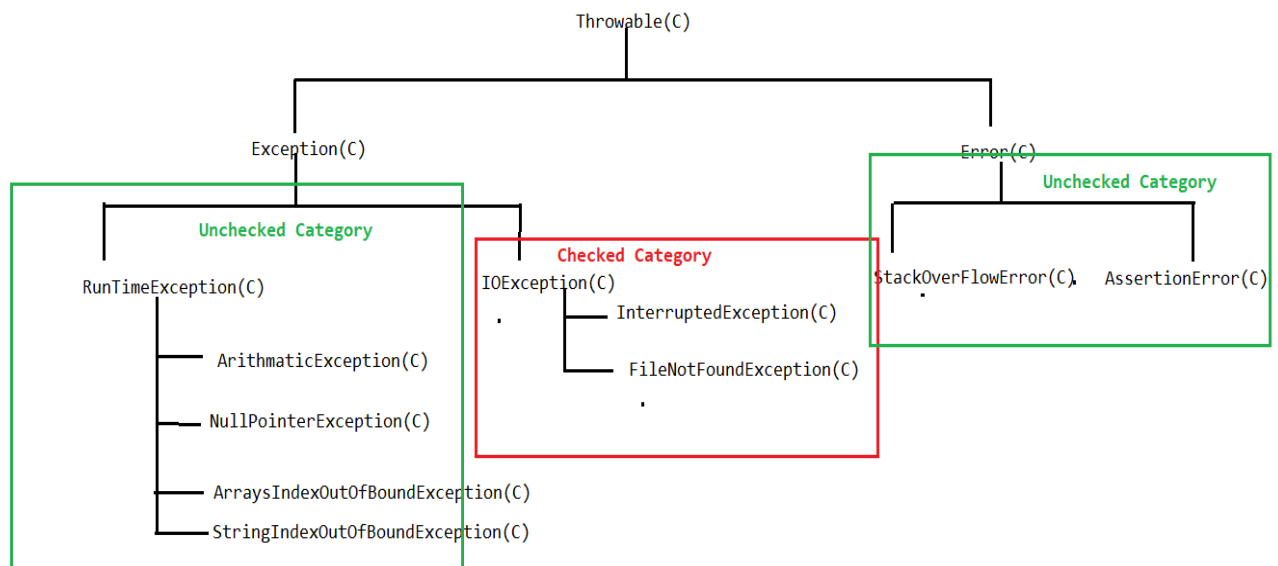 Throwable(C)
Exception(C)
Error(C)
Unchecked Category
Unchecked Category
Checked Category
RunTimeException(C)
IOException(C)
StackOverFlowError(C)
AssertionError(C)
InterruptedException(C)
ArithmaticException(C)
FileNotFoundException(C)
NullPointerException(C)
ArraysIndexOutOfBoundException(C)
StringIndexOutOfBoundException(C)